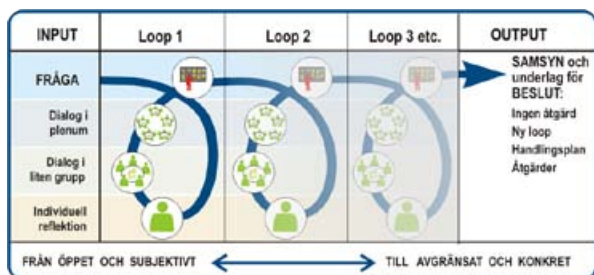 INPUT
Loop 1
Loop 2
Loop 3 etc.
OUTPUT
FRÅGA
Dialog i
plenum
Dialog i
liten grupp
Individuell
reflektion
SAMSYN och
underlag för
BESLUT:
Ingen åtgärd
Ny loop
Handlingsplan
Åtgärder
FRÅN ÖPPET OCH SUBJEKTIVT
TILL AVGRÄNSAT OCH KONKRET